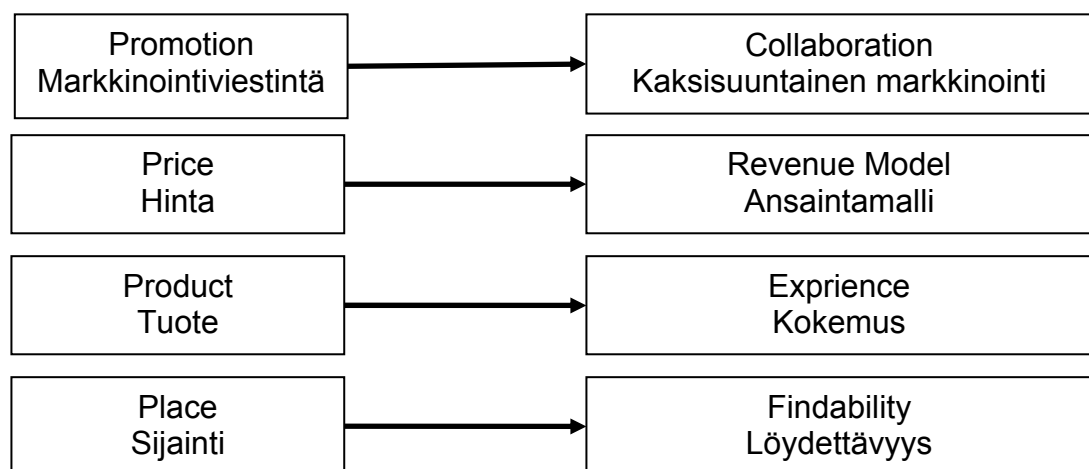 Promotion
Markkinointiviestintä
Collaboration
Kaksisuuntainen markkinointi
Price
Hinta
Revenue Model
Ansaintamalli
Product
Tuote
Exprience
Kokemus
Place
Sijainti
Findability
Löydettävyys